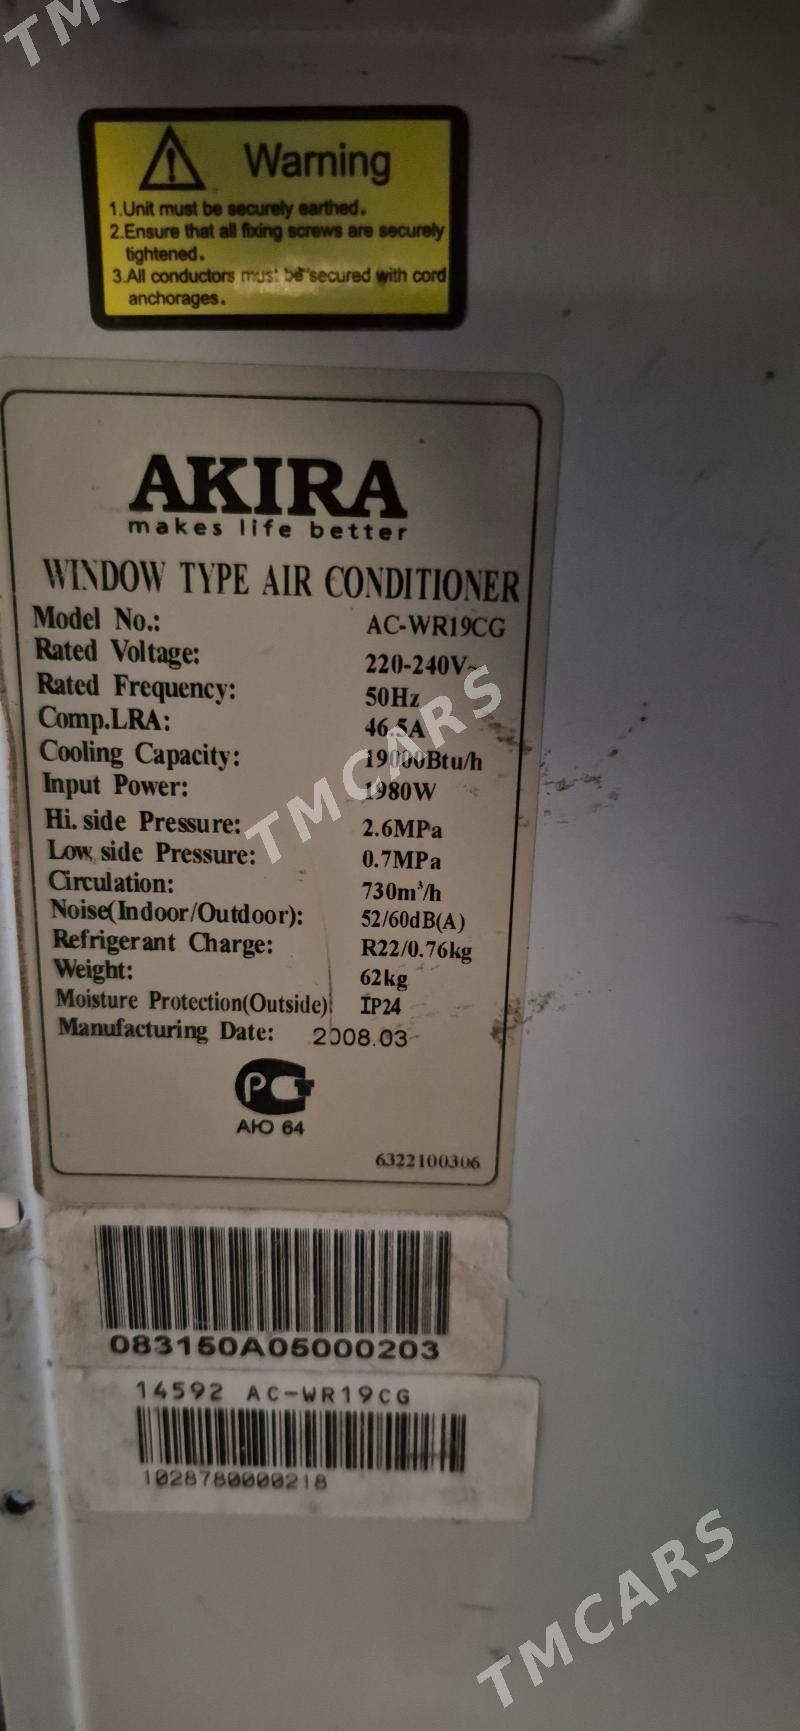 TMCARS
Warning
1.Unit must be securely earthed.
2.Ensure that all fixing screws are securely
tightened.
3.All conductors must be secured with cord
anchorages.
AKIRA
makes life better
WINDOW TYPE AIR CONDITIONER
Model No.: AC-WR19CG
Rated Voltage: 220-240V~
Rated Frequency: 50Hz
Comp.LRA: 46.5A
Cooling Capacity: 19000Btu/h
Input Power: 1980W
Hi. side Pressure: 2.6MPa
Low side Pressure: 0.7MPa
Circulation: 730m³/h
Noise(Indoor/Outdoor): 52/60dB(A)
Refrigerant Charge: R22/0.76kg
Weight: 62kg
Moisture Protection(Outside): IP24
Manufacturing Date: 2008.03
TMCARS
РСТ
АЮ 64
6322100306
083150A05000203
14592 AC-WR19CG
1028780000218
TMCARS